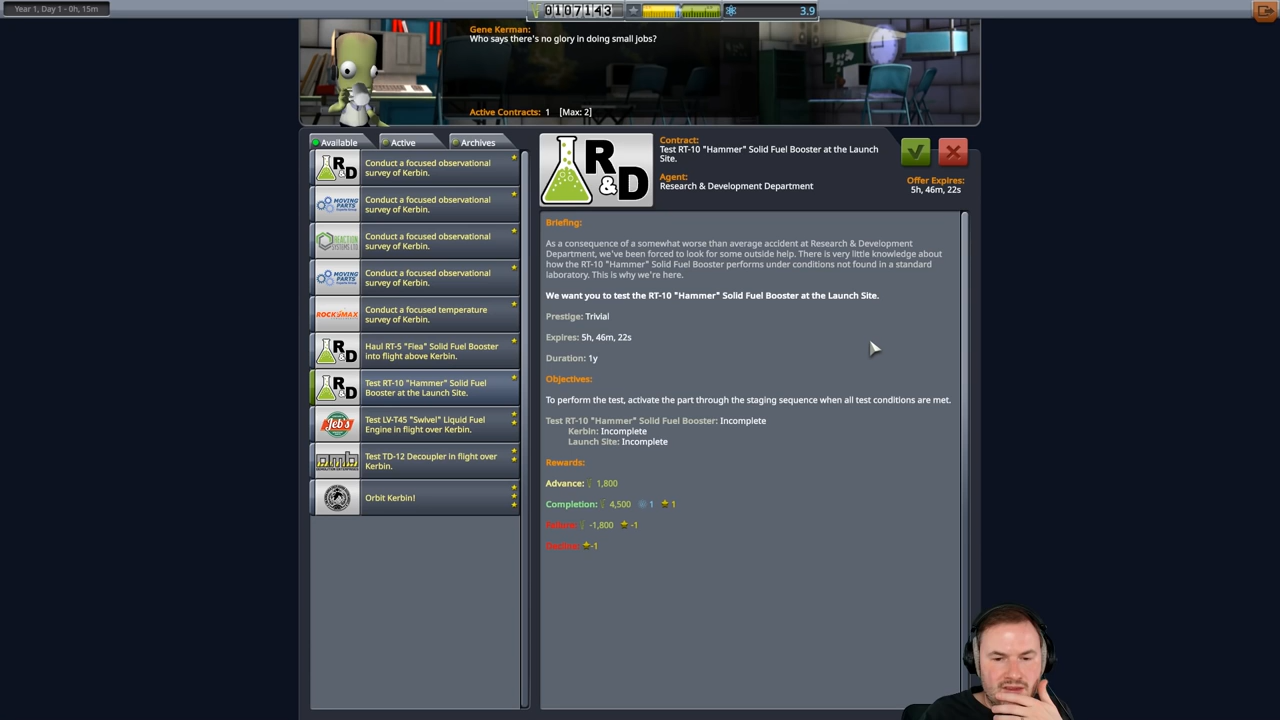 Year 1, Day 1 - 0h, 15m
0107143
3.9
Gene Kerman:
Who says there's no glory in doing small jobs?
Active Contracts: 1 [Max: 2]
Available
Active
Archives
R&D
Conduct a focused observational
survey of Kerbin.
MOVING PARTS
Conduct a focused observational
survey of Kerbin.
REACTION SYSTEMS LTD
Conduct a focused observational
survey of Kerbin.
MOVING PARTS
Conduct a focused observational
survey of Kerbin.
ROCKOMAX
Conduct a focused temperature
survey of Kerbin.
R&D
Haul RT-5 "Flea" Solid Fuel Booster
into flight above Kerbin.
R&D
Test RT-10 "Hammer" Solid Fuel
Booster at the Launch Site.
Jeb's
Test LV-T45 "Swivel" Liquid Fuel
Engine in flight over Kerbin.
Test TD-12 Decoupler in flight over
Kerbin.
Orbit Kerbin!
R&D
Contract:
Test RT-10 "Hammer" Solid Fuel Booster at the Launch
Site.
Agent:
Research & Development Department
Offer Expires:
5h, 46m, 22s
Briefing:
As a consequence of a somewhat worse than average accident at Research & Development
Department, we've been forced to look for some outside help. There is very little knowledge about
how the RT-10 "Hammer" Solid Fuel Booster performs under conditions not found in a standard
laboratory. This is why we're here.
We want you to test the RT-10 "Hammer" Solid Fuel Booster at the Launch Site.
Prestige: Trivial
Expires: 5h, 46m, 22s
Duration: 1y
Objectives:
To perform the test, activate the part through the staging sequence when all test conditions are met.
Test RT-10 "Hammer" Solid Fuel Booster: Incomplete
Kerbin: Incomplete
Launch Site: Incomplete
Rewards:
Advance: 1,800
Completion: 4,500 1 1
Failure: -1,800 -1
Decline: -1